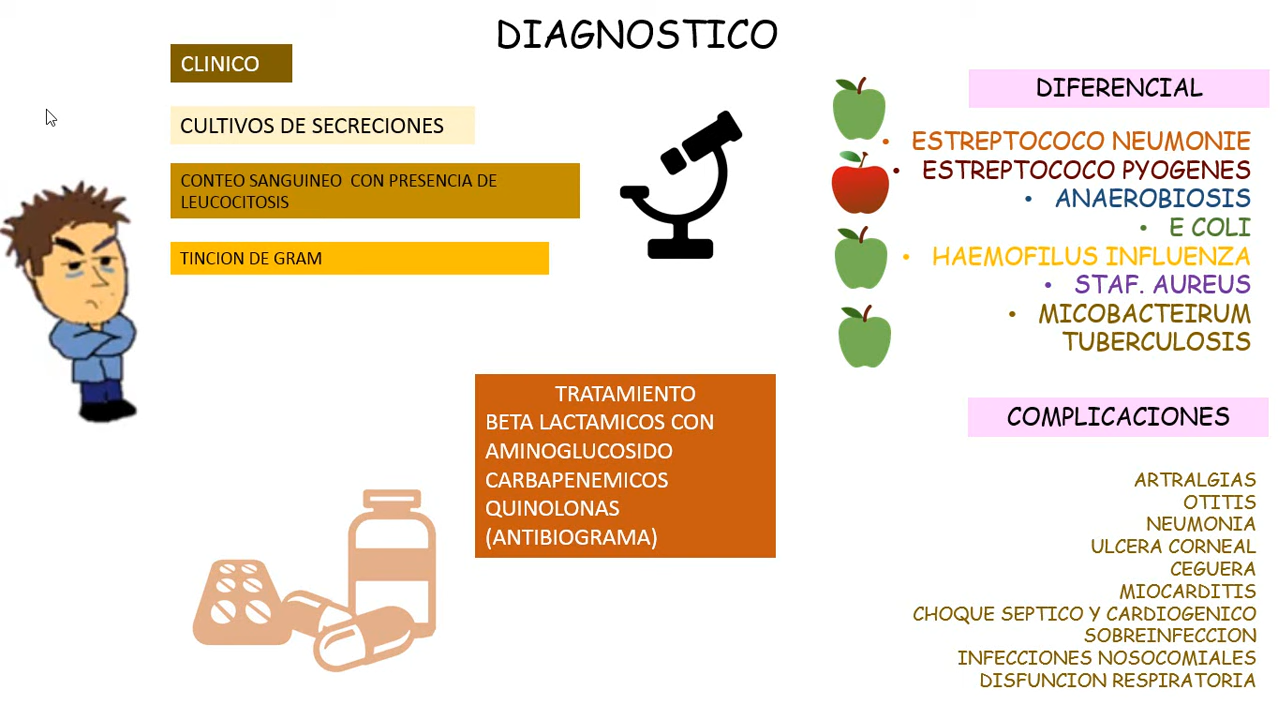 DIAGNOSTICO
CLINICO
CULTIVOS DE SECRECIONES
CONTEO SANGUINEO CON PRESENCIA DE
LEUCOCITOSIS
TINCION DE GRAM
TRATAMIENTO
BETA LACTAMICOS CON
AMINOGLUCOSIDO
CARBAPENEMICOS
QUINOLONAS
(ANTIBIOGRAMA)
DIFERENCIAL
• ESTREPTOCOCO NEUMONIE
• ESTREPTOCOCO PYOGENES
• ANAEROBIOSIS
• E COLI
• HAEMOFILUS INFLUENZA
• STAF. AUREUS
• MICOBACTEIRUM
TUBERCULOSIS
COMPLICACIONES
ARTRALGIAS
OTITIS
NEUMONIA
ULCERA CORNEAL
CEGUERA
MIOCARDITIS
CHOQUE SEPTICO Y CARDIOGENICO
SOBREINFECCION
INFECCIONES NOSOCOMIALES
DISFUNCION RESPIRATORIA